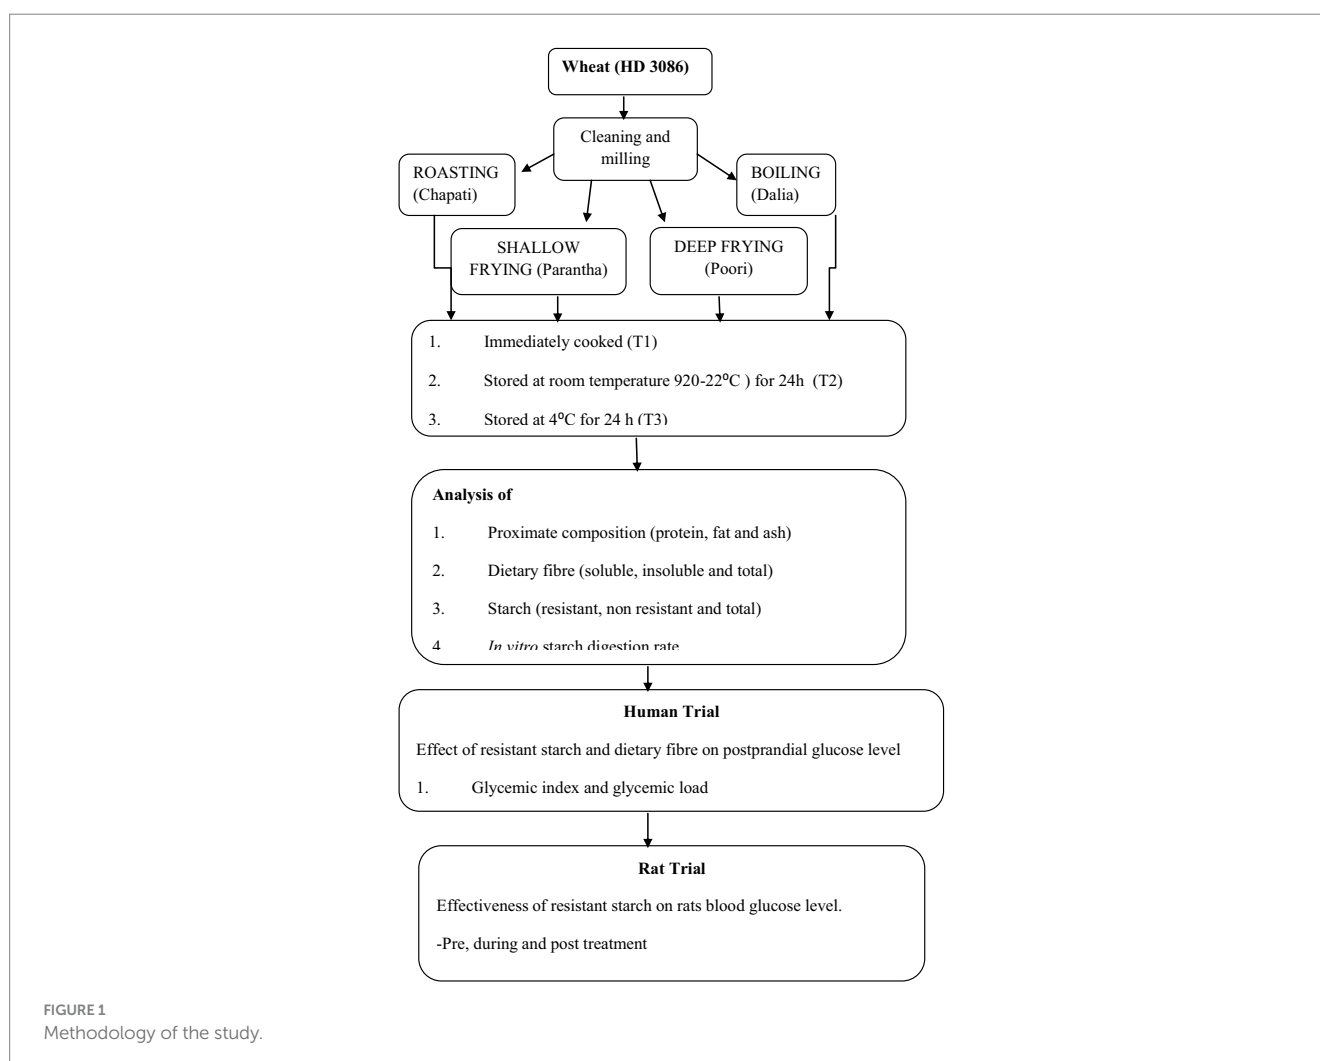 Wheat (HD 3086)
Cleaning and
milling
ROASTING
(Chapati)
BOILING
(Dalia)
SHALLOW
FRYING (Parantha)
DEEP FRYING
(Poori)
1. Immediately cooked (T1)
2. Stored at room temperature 920-22⁰C ) for 24h (T2)
3. Stored at 4⁰C for 24 h (T3)
Analysis of
1. Proximate composition (protein, fat and ash)
2. Dietary fibre (soluble, insoluble and total)
3. Starch (resistant, non resistant and total)
4. In vitro starch digestion rate
Human Trial
Effect of resistant starch and dietary fibre on postprandial glucose level
1. Glycemic index and glycemic load
Rat Trial
Effectiveness of resistant starch on rats blood glucose level.
-Pre, during and post treatment
FIGURE 1
Methodology of the study.